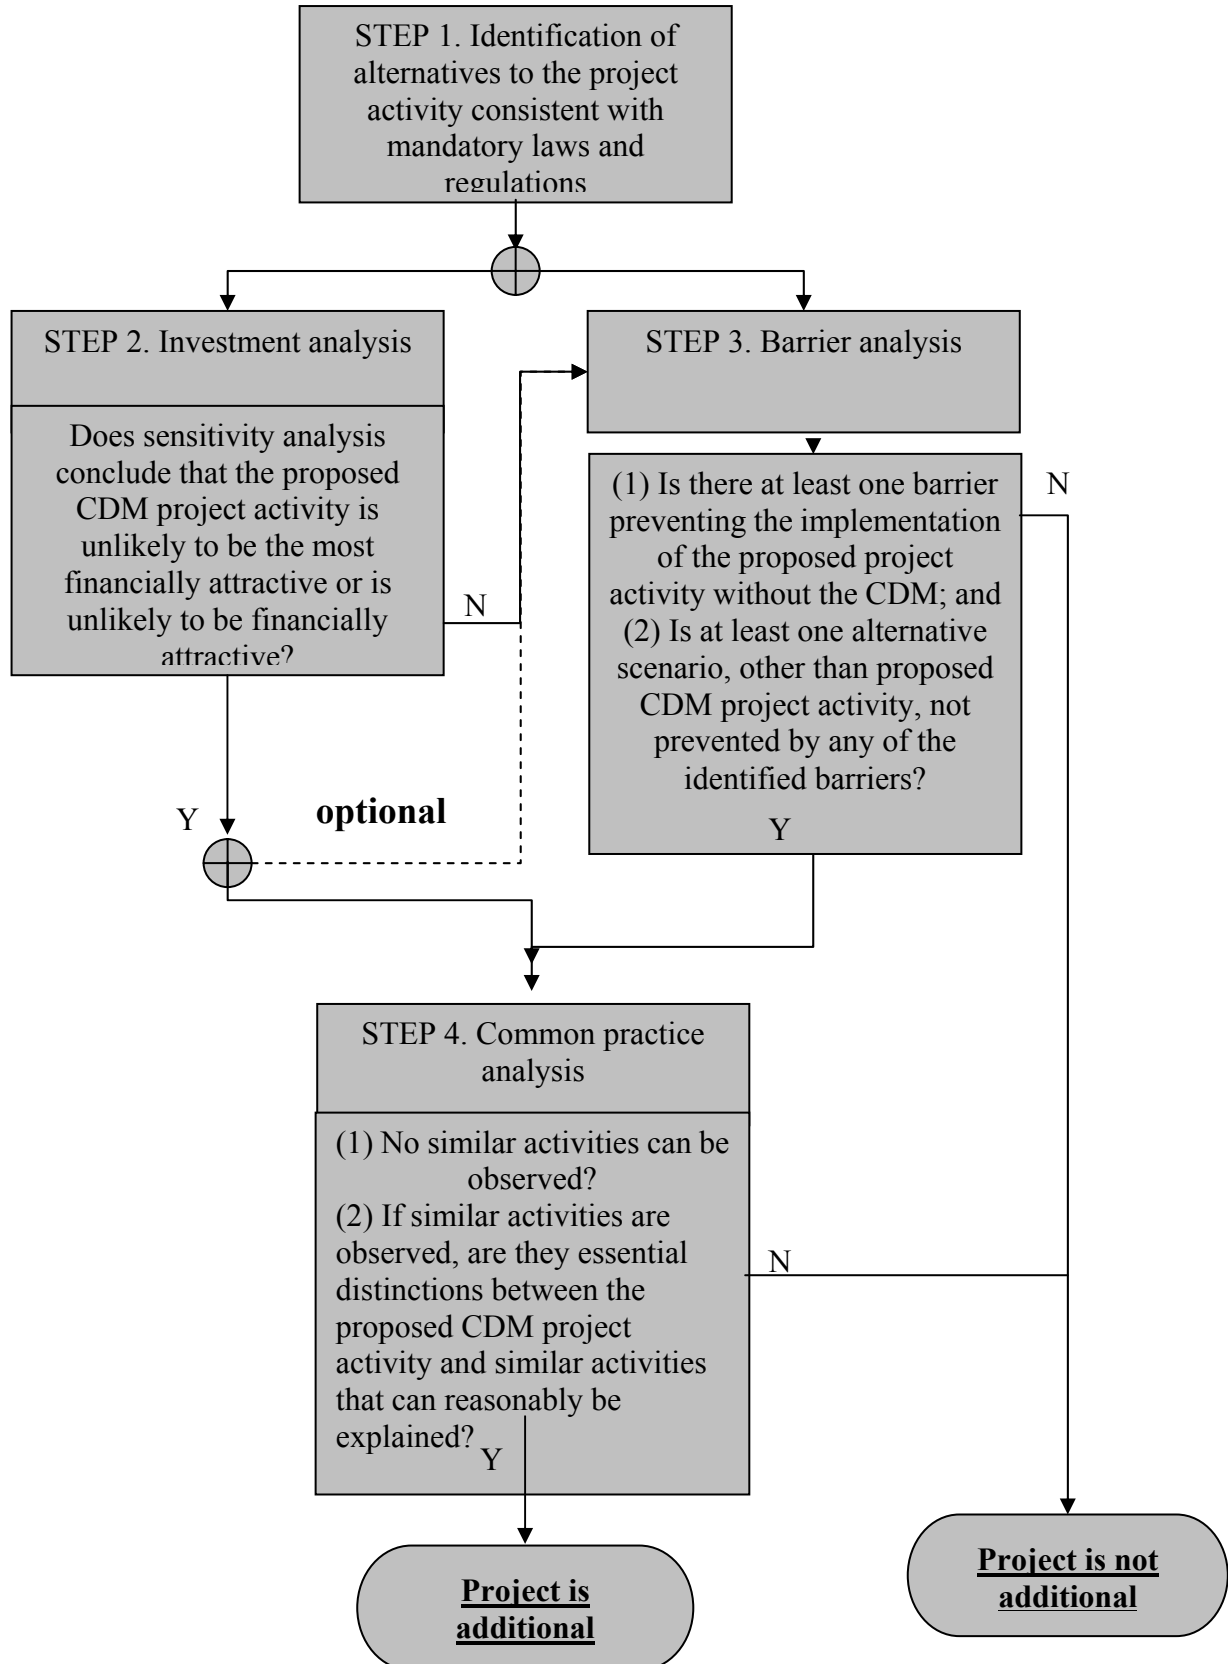 STEP 1. Identification of
alternatives to the project
activity consistent with
mandatory laws and
regulations
STEP 2. Investment analysis
Does sensitivity analysis
conclude that the proposed
CDM project activity is
unlikely to be the most
financially attractive or is
unlikely to be financially
attractive?
N
Y
optional
STEP 3. Barrier analysis
(1) Is there at least one barrier
preventing the implementation
of the proposed project
activity without the CDM; and
(2) Is at least one alternative
scenario, other than proposed
CDM project activity, not
prevented by any of the
identified barriers?
Y
N
STEP 4. Common practice
analysis
(1) No similar activities can be
observed?
(2) If similar activities are
observed, are they essential
distinctions between the
proposed CDM project
activity and similar activities
that can reasonably be
explained?
Y
N
Project is
additional
Project is not
additional